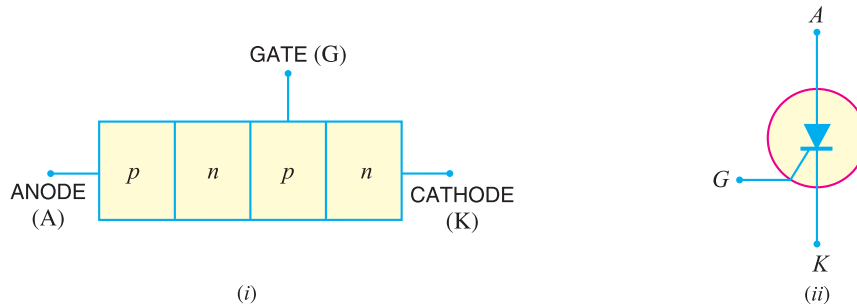 GATE (G)
p n p n
ANODE
(A)
CATHODE
(K)
(i)
A
G
K
(ii)